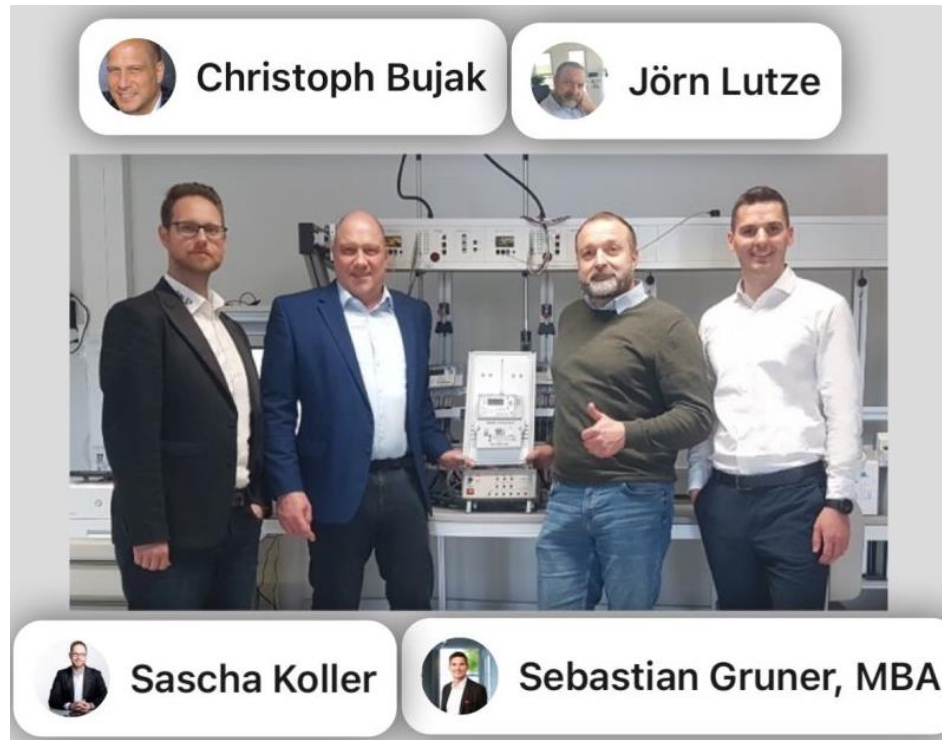 Christoph Bujak
Jörn Lutze
Sascha Koller
Sebastian Gruner, MBA